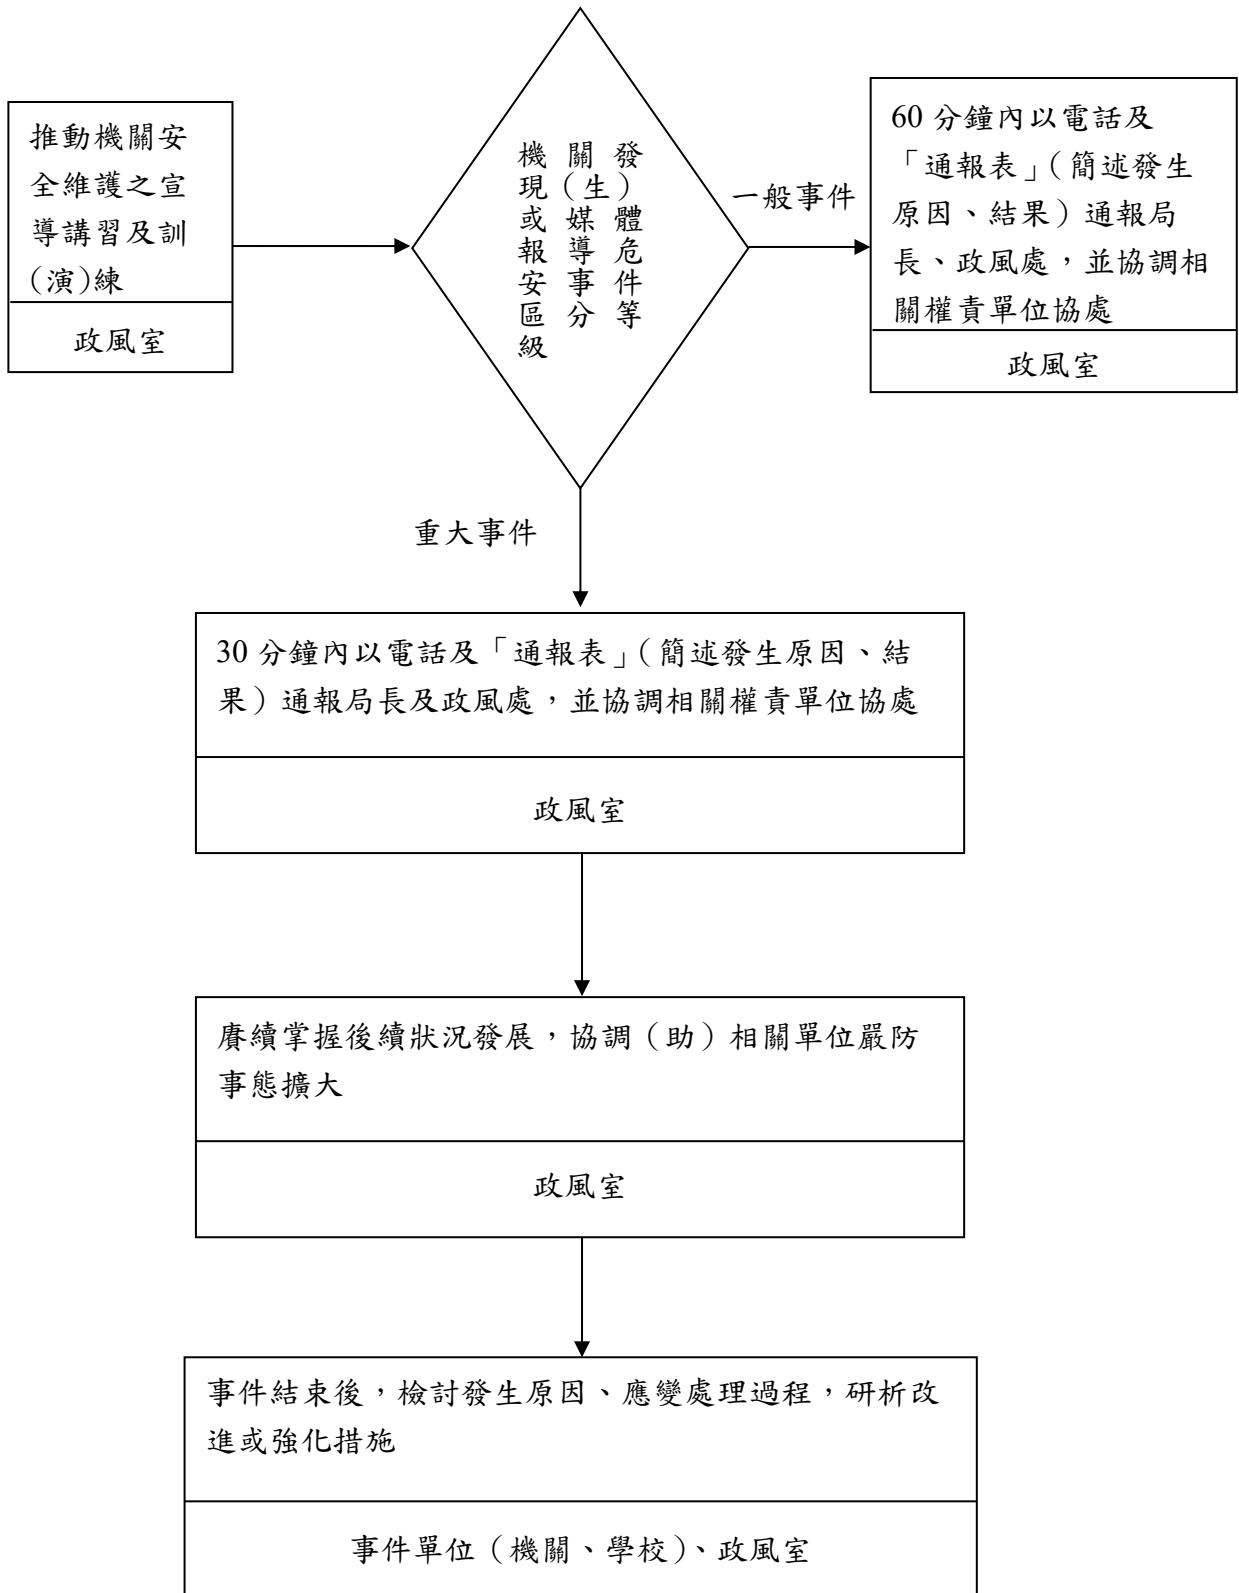 推動機關安
全維護之宣
導講習及訓
(演)練
政風室
機關發
現(生)
或媒體
報導危
安事件
區分等
級
一般事件
60 分鐘內以電話及
「通報表」(簡述發生
原因、結果)通報局
長、政風處,並協調相
關權責單位協處
政風室
重大事件
30 分鐘內以電話及「通報表」(簡述發生原因、結
果)通報局長及政風處,並協調相關權責單位協處
政風室
賡續掌握後續狀況發展,協調(助)相關單位嚴防
事態擴大
政風室
事件結束後,檢討發生原因、應變處理過程,研析改
進或強化措施
事件單位(機關、學校)、政風室